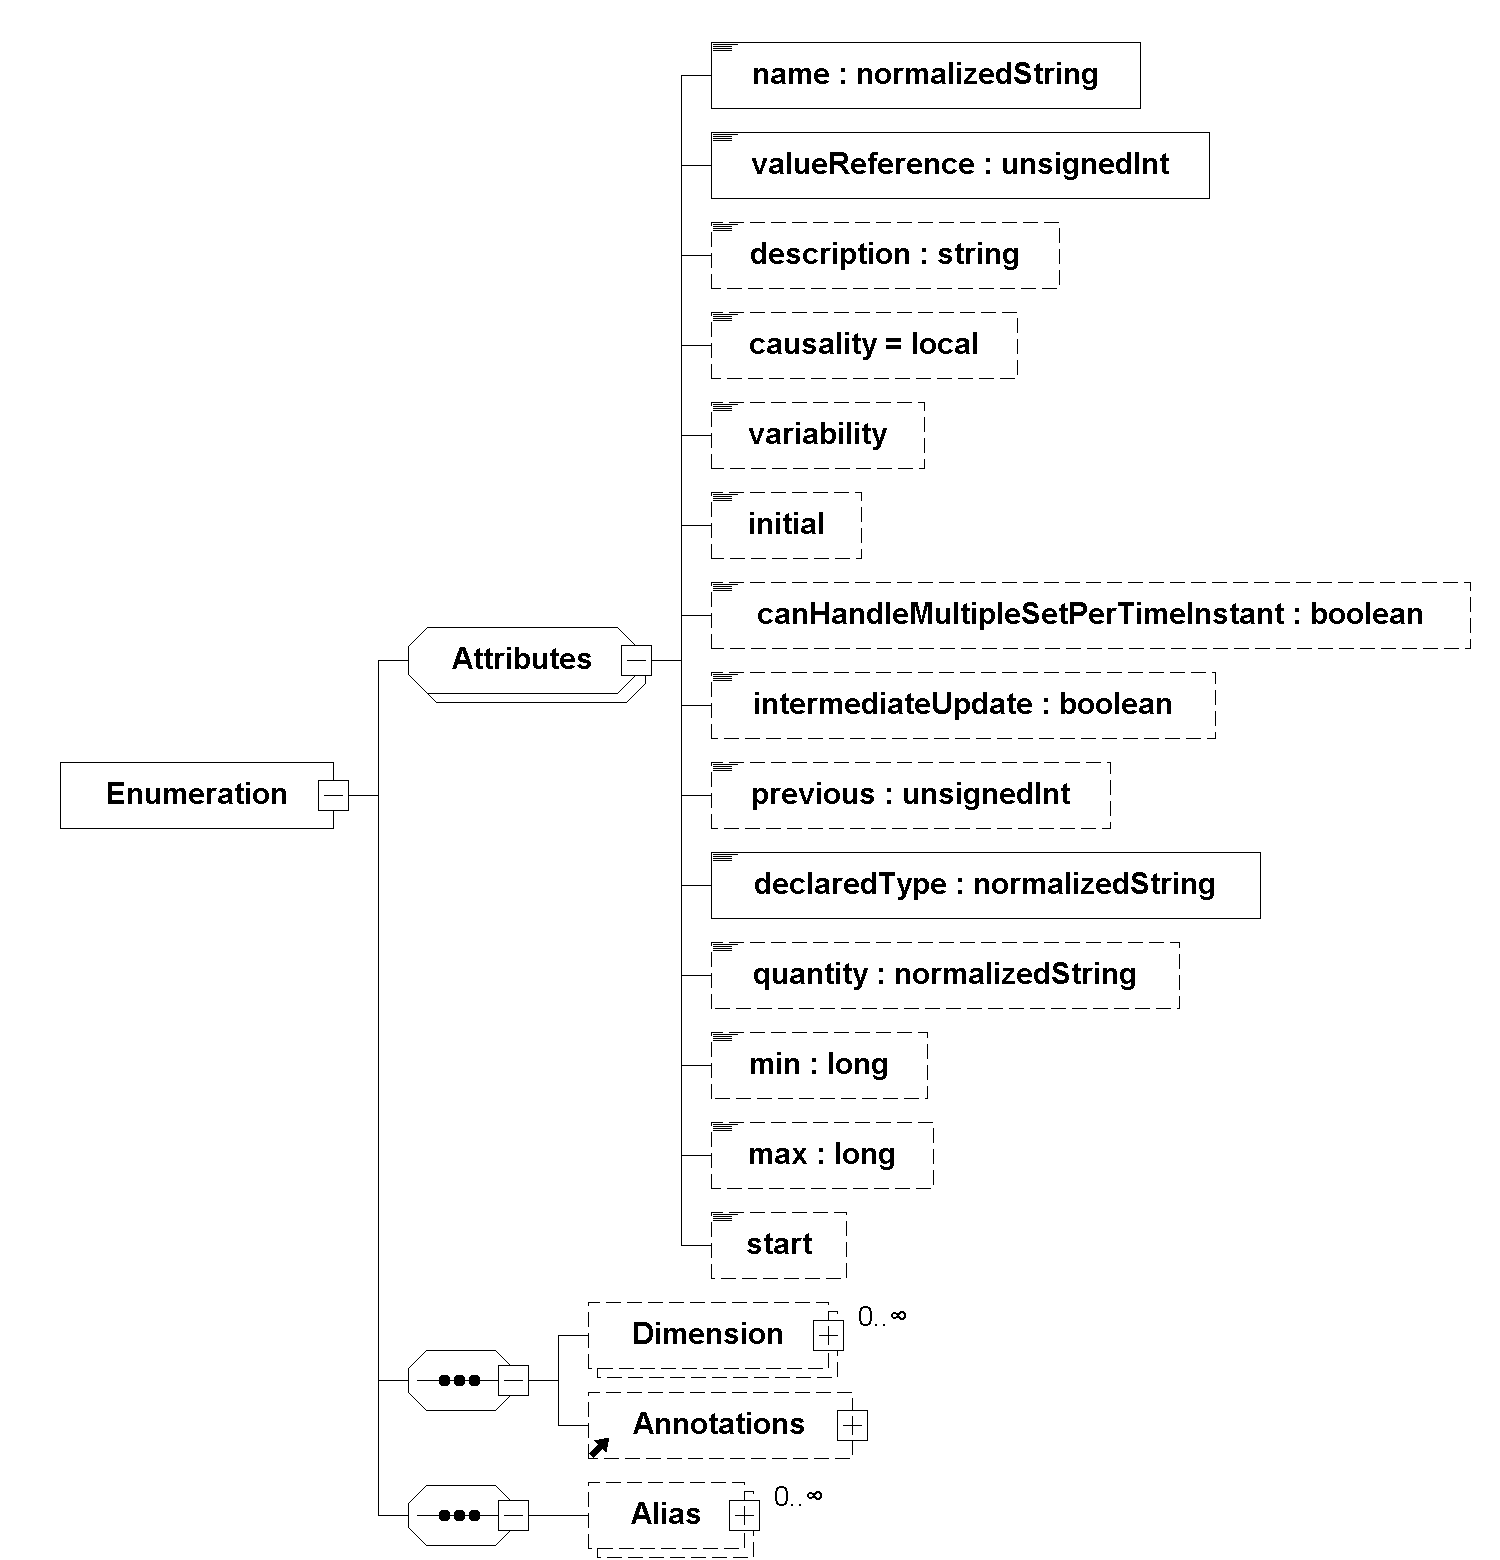 name : normalizedString
valueReference : unsignedInt
description : string
causality = local
variability
initial
canHandleMultipleSetPerTimeInstant : boolean
Attributes
intermediateUpdate : boolean
Enumeration
previous : unsignedInt
declaredType : normalizedString
quantity : normalizedString
min : long
max : long
start
Dimension
0..∞
Annotations
Alias
0..∞